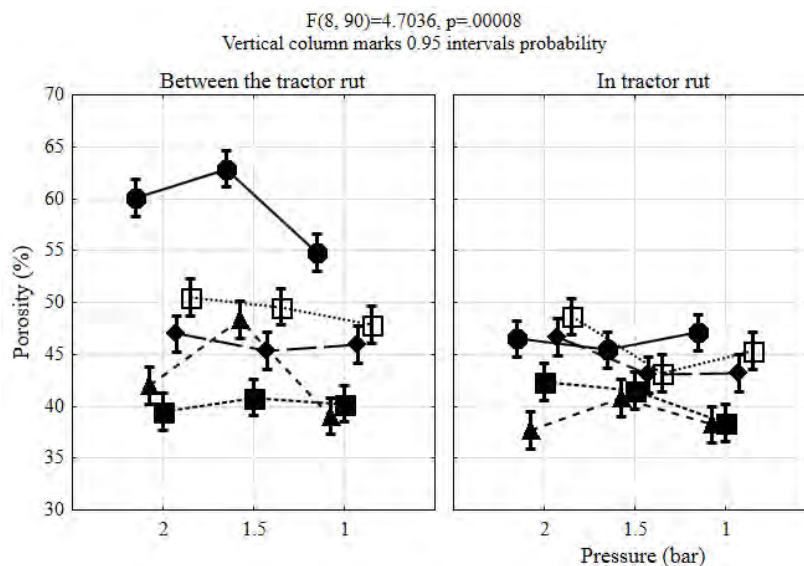 F(8, 90)=4.7036, p=.00008
Vertical column marks 0.95 intervals probability
Between the tractor rut
In tractor rut
70
65
60
55
50
45
40
35
30
Porosity (%)
2 1.5 1
2 1.5 1
Pressure (bar)